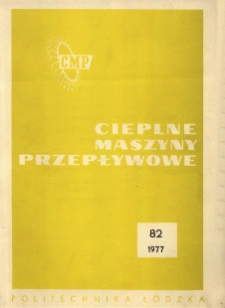 CMP
CIEPLNE
MASZYNY
PRZEPŁYWOWE
82
1977
POLITECHNIKA ŁÓDZKA